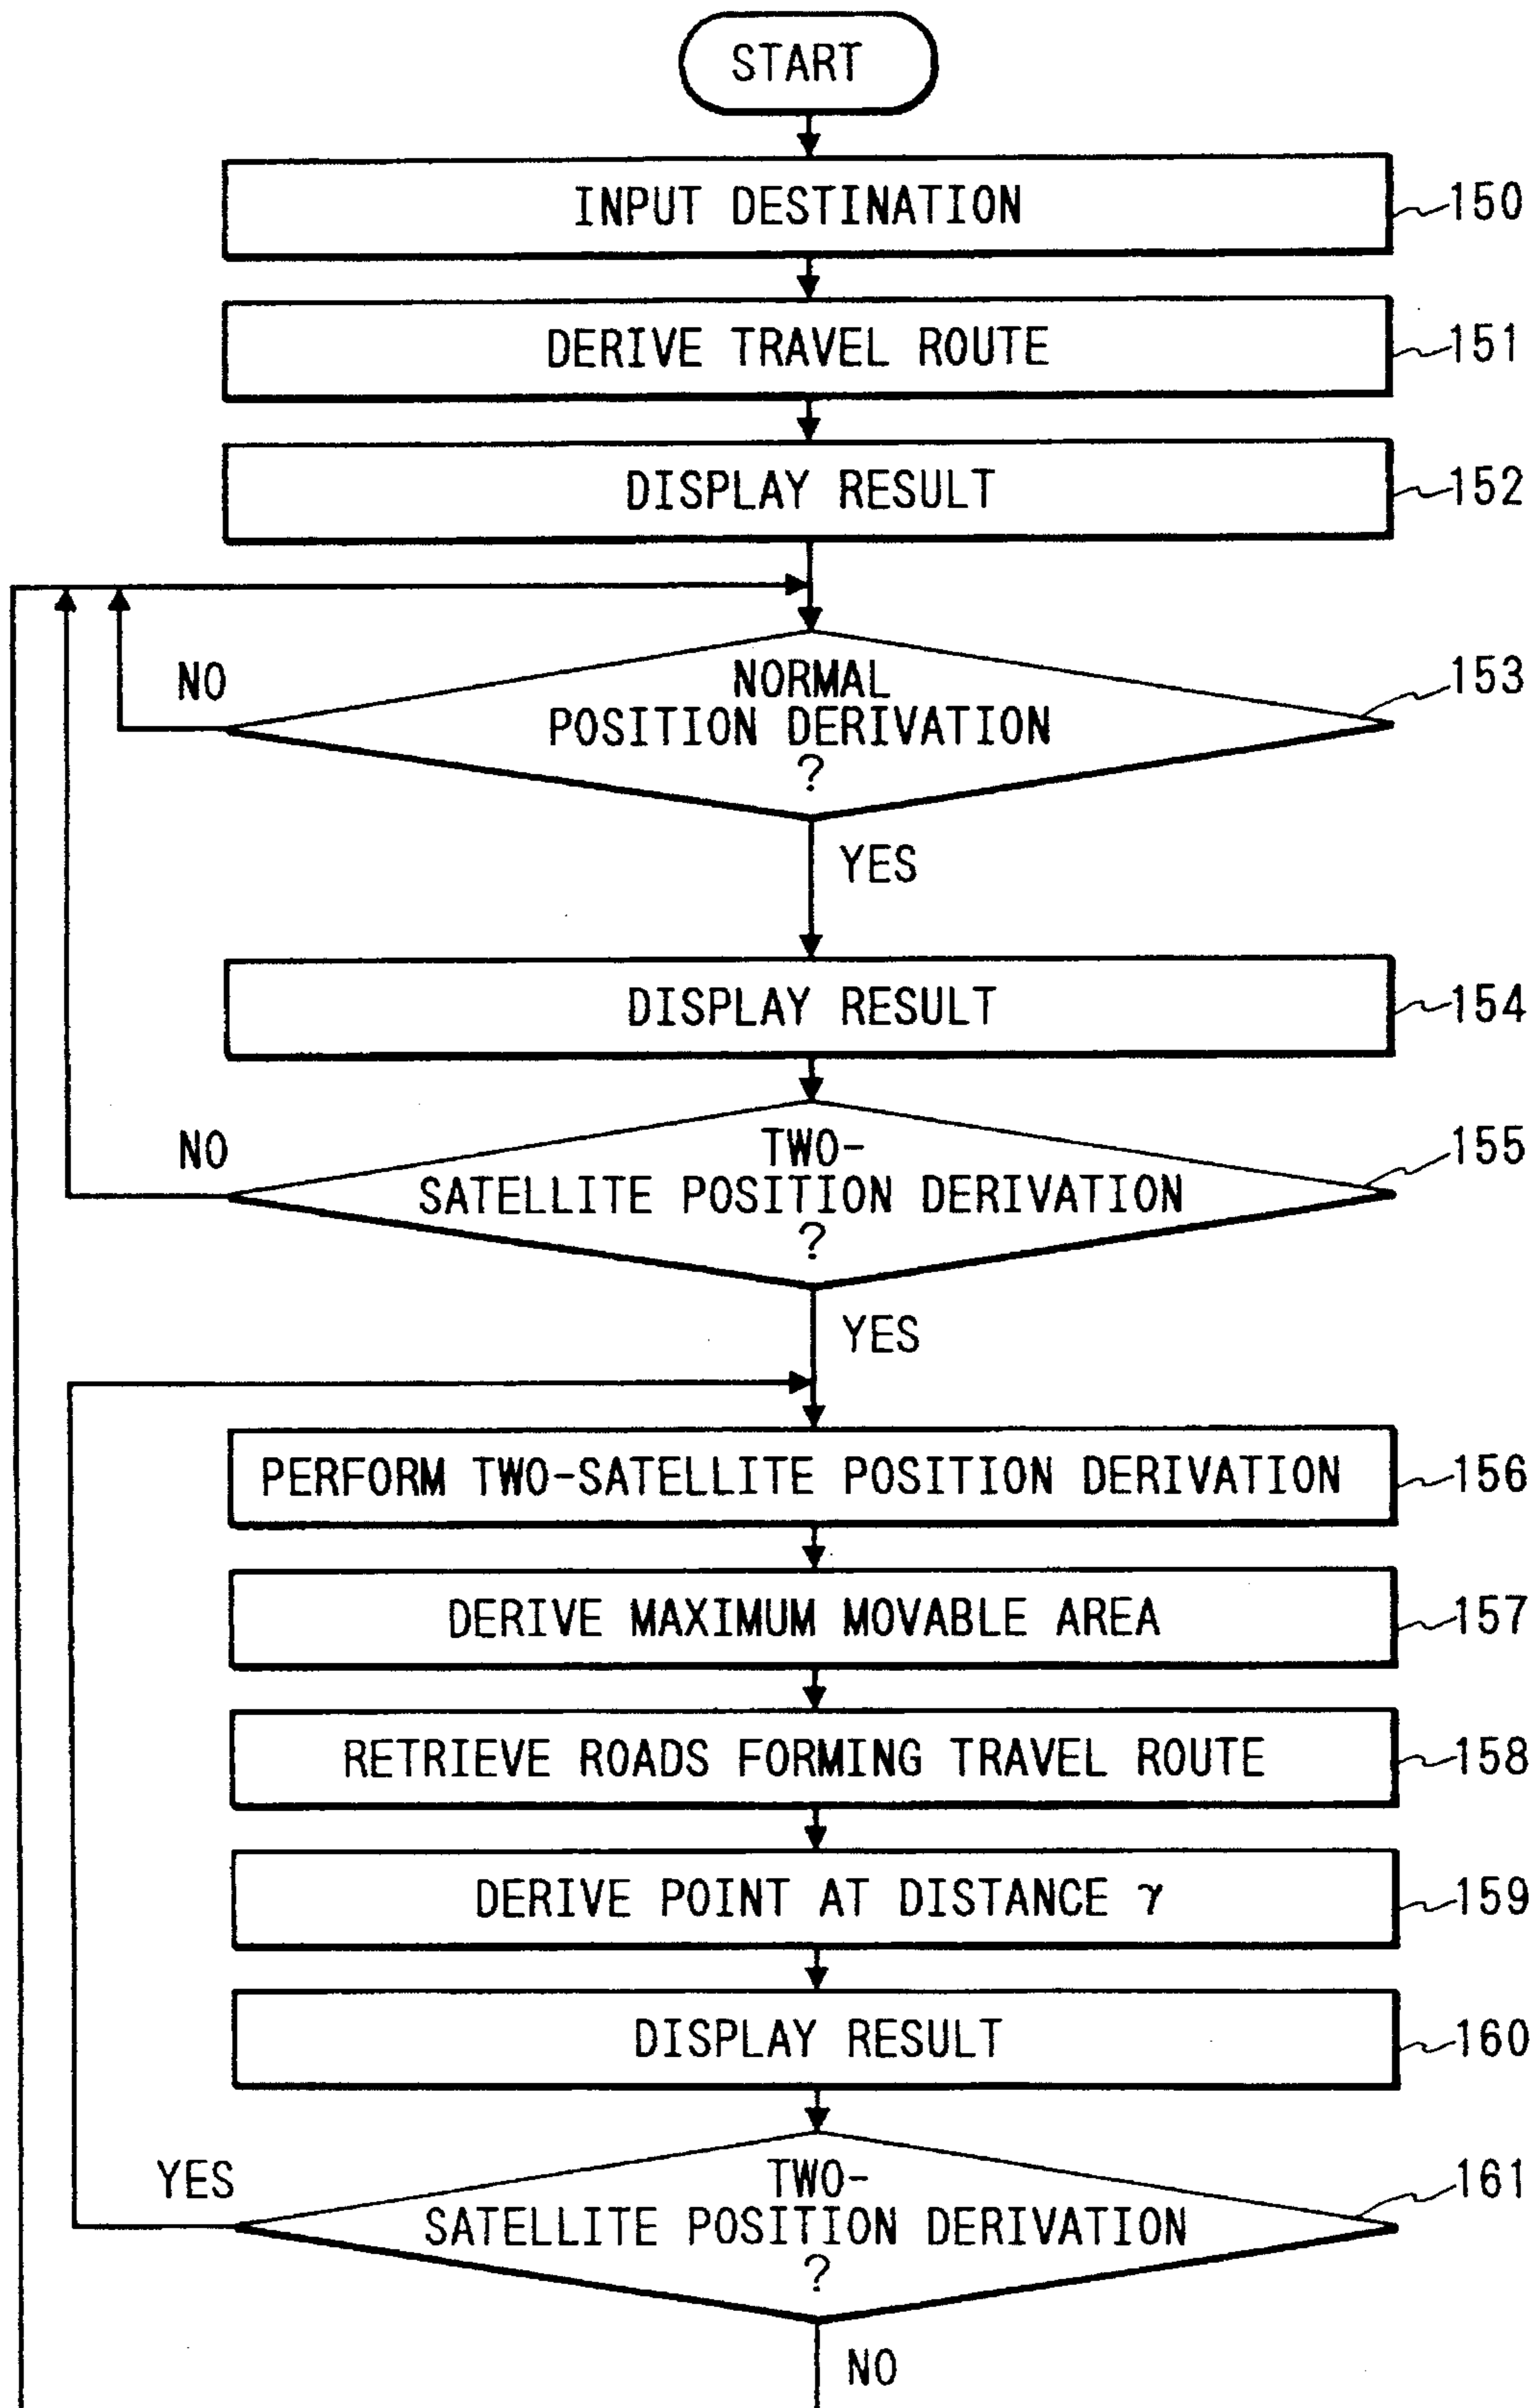 START
INPUT DESTINATION
150
DERIVE TRAVEL ROUTE
151
DISPLAY RESULT
152
NO
NORMAL
POSITION DERIVATION
?
153
YES
DISPLAY RESULT
154
NO
TWO-
SATELLITE POSITION DERIVATION
?
155
YES
PERFORM TWO-SATELLITE POSITION DERIVATION
156
DERIVE MAXIMUM MOVABLE AREA
157
RETRIEVE ROADS FORMING TRAVEL ROUTE
158
DERIVE POINT AT DISTANCE γ
159
DISPLAY RESULT
160
YES
TWO-
SATELLITE POSITION DERIVATION
?
161
NO